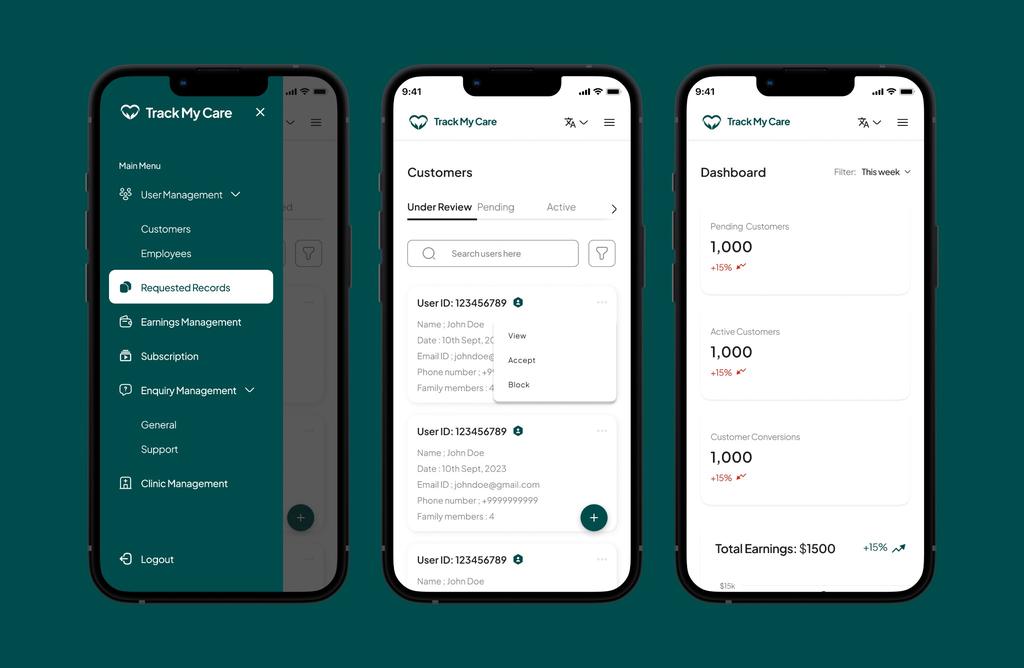 Track My Care
Main Menu
User Management
Customers
Employees
Requested Records
Earnings Management
Subscription
Enquiry Management
General
Support
Clinic Management
Logout
ed
9:41
Track My Care
Customers
Under Review Pending Active
Search users here
User ID: 123456789
Name ; John Doe
Date : 10th Sept, 20
Email ID ; johndoe@
Phone number ; +99
Family members : 4
View
Accept
Block
User ID: 123456789
Name ; John Doe
Date : 10th Sept, 2023
Email ID ; johndoe@gmail.com
Phone number ; +9999999999
Family members : 4
User ID: 123456789
Name ; John Doe
9:41
Track My Care
Dashboard Filter: This week
Pending Customers
1,000
+15%
Active Customers
1,000
+15%
Customer Conversions
1,000
+15%
Total Earnings: $1500 +15%
$15k